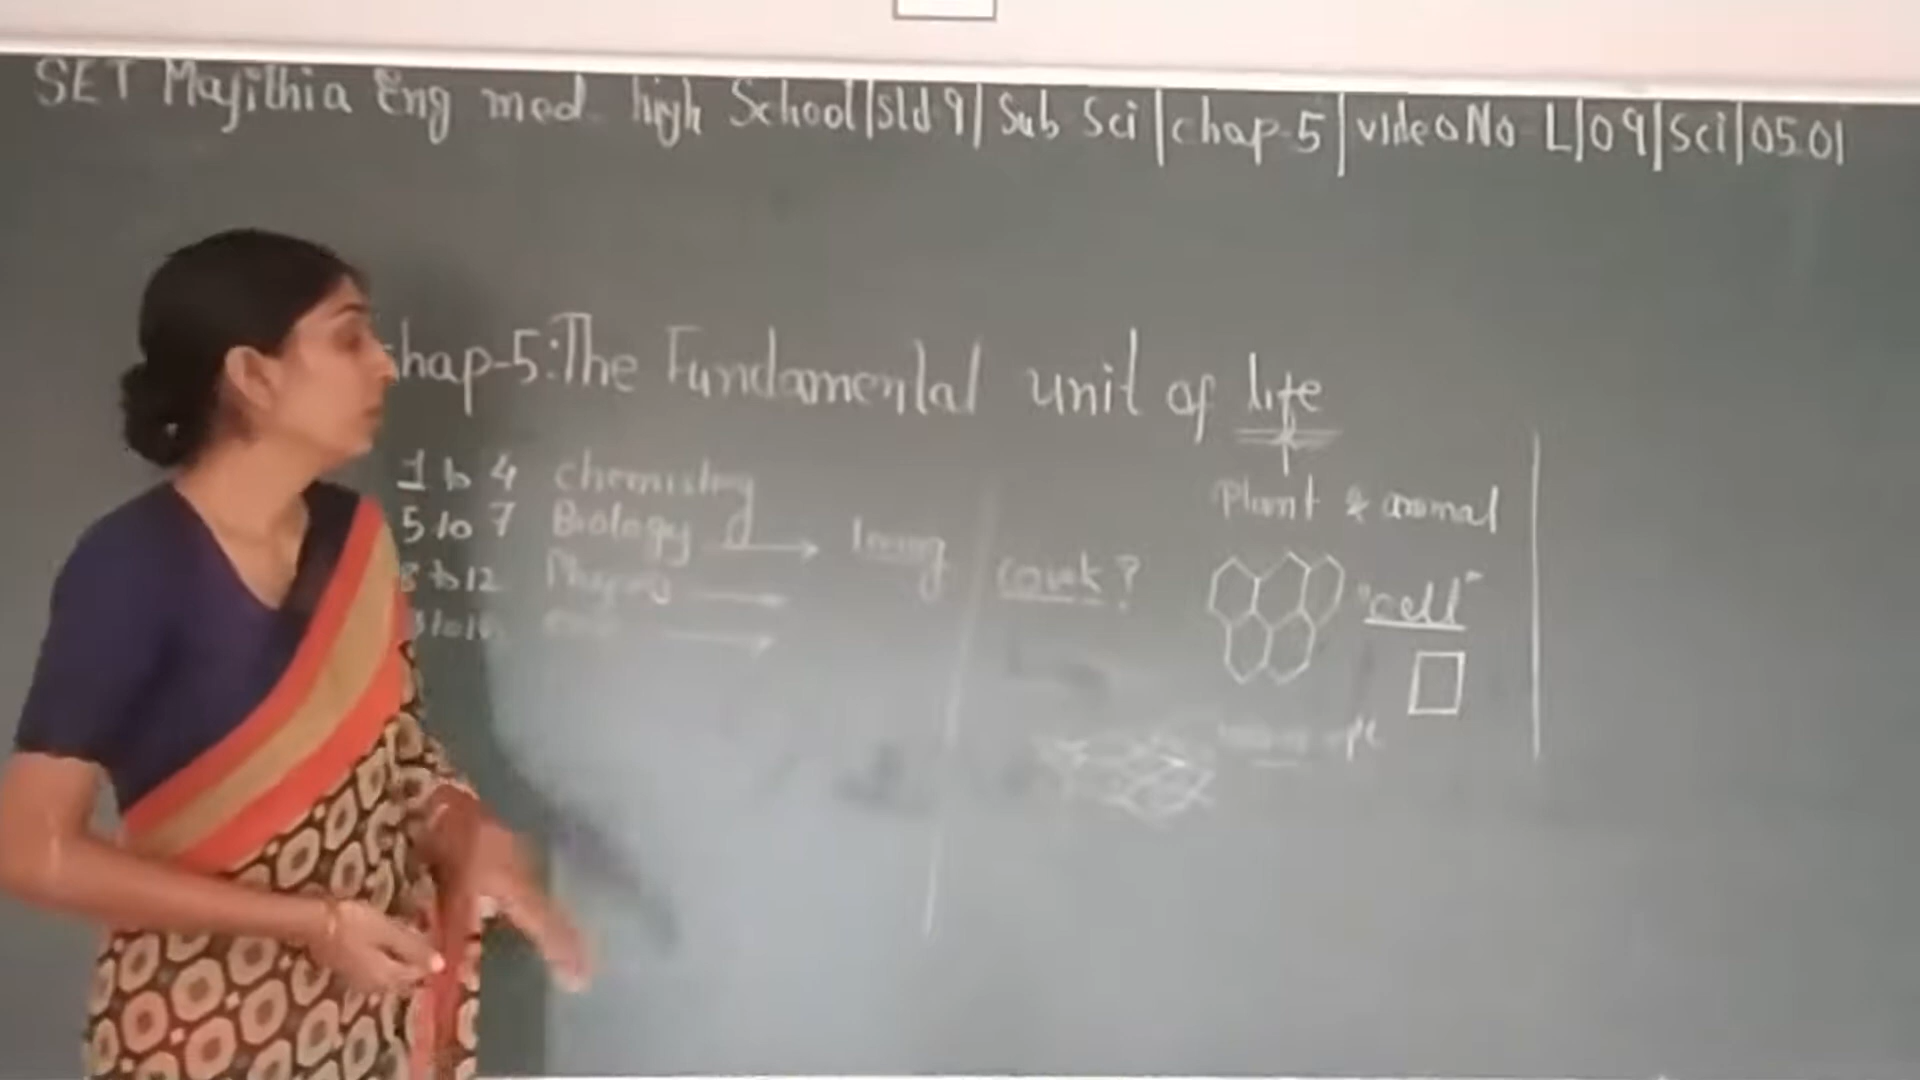 SET Majithia Eng med high School|Std 9|Sub Sci|chap-5|video No L|09|Sci|05.01
chap-5: The Fundamental unit of life
1 to 4 chemistry
5 to 7 Biology → living
8 to 12 Physics →
Plant & animal
"cell"